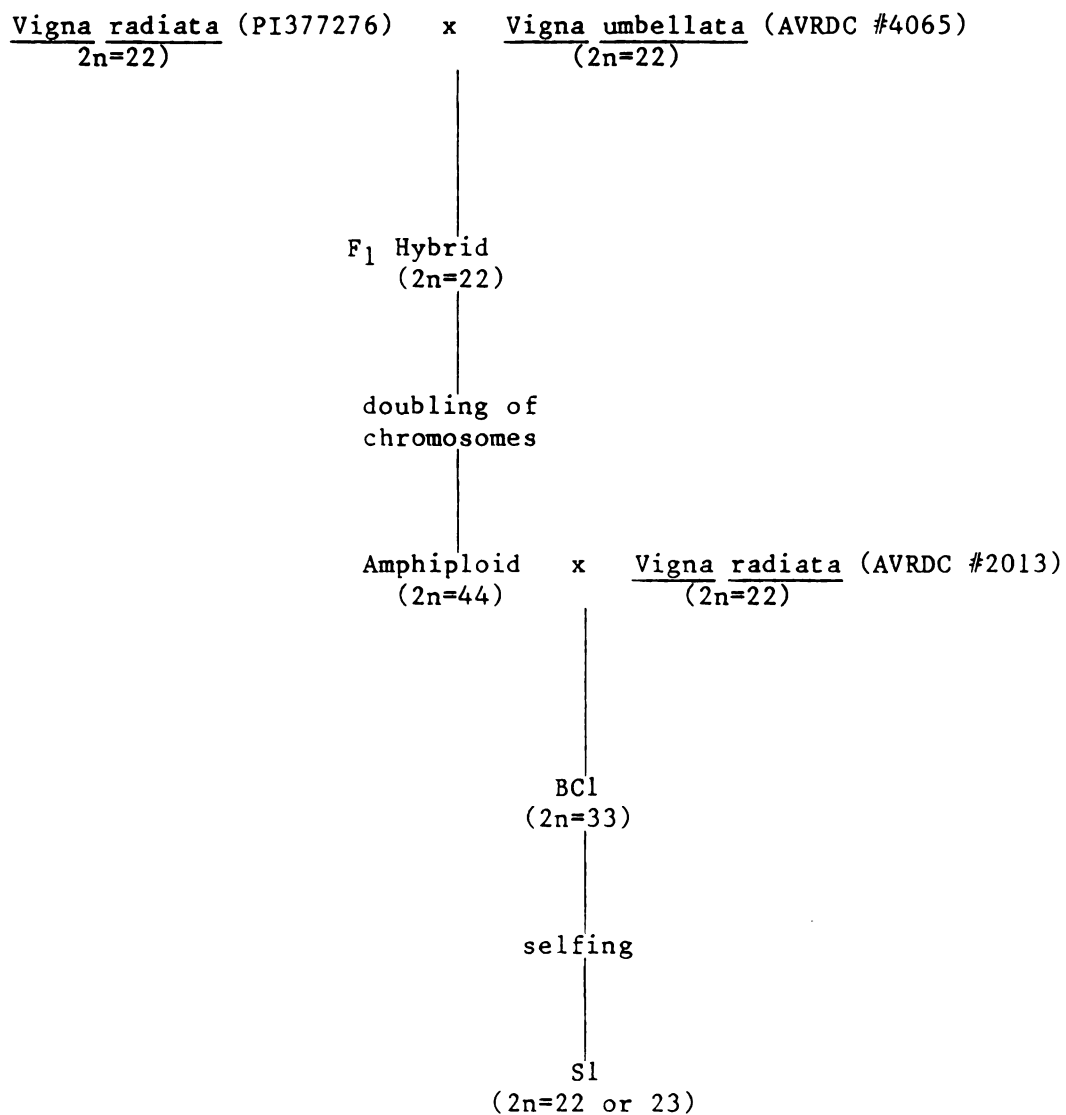 Vigna radiata (PI377276) x Vigna umbellata (AVRDC #4065)
2n=22) (2n=22)
F1 Hybrid
(2n=22)
doubling of
chromosomes
Amphiploid x Vigna radiata (AVRDC #2013)
(2n=44) (2n=22)
BC1
(2n=33)
selfing
S1
(2n=22 or 23)